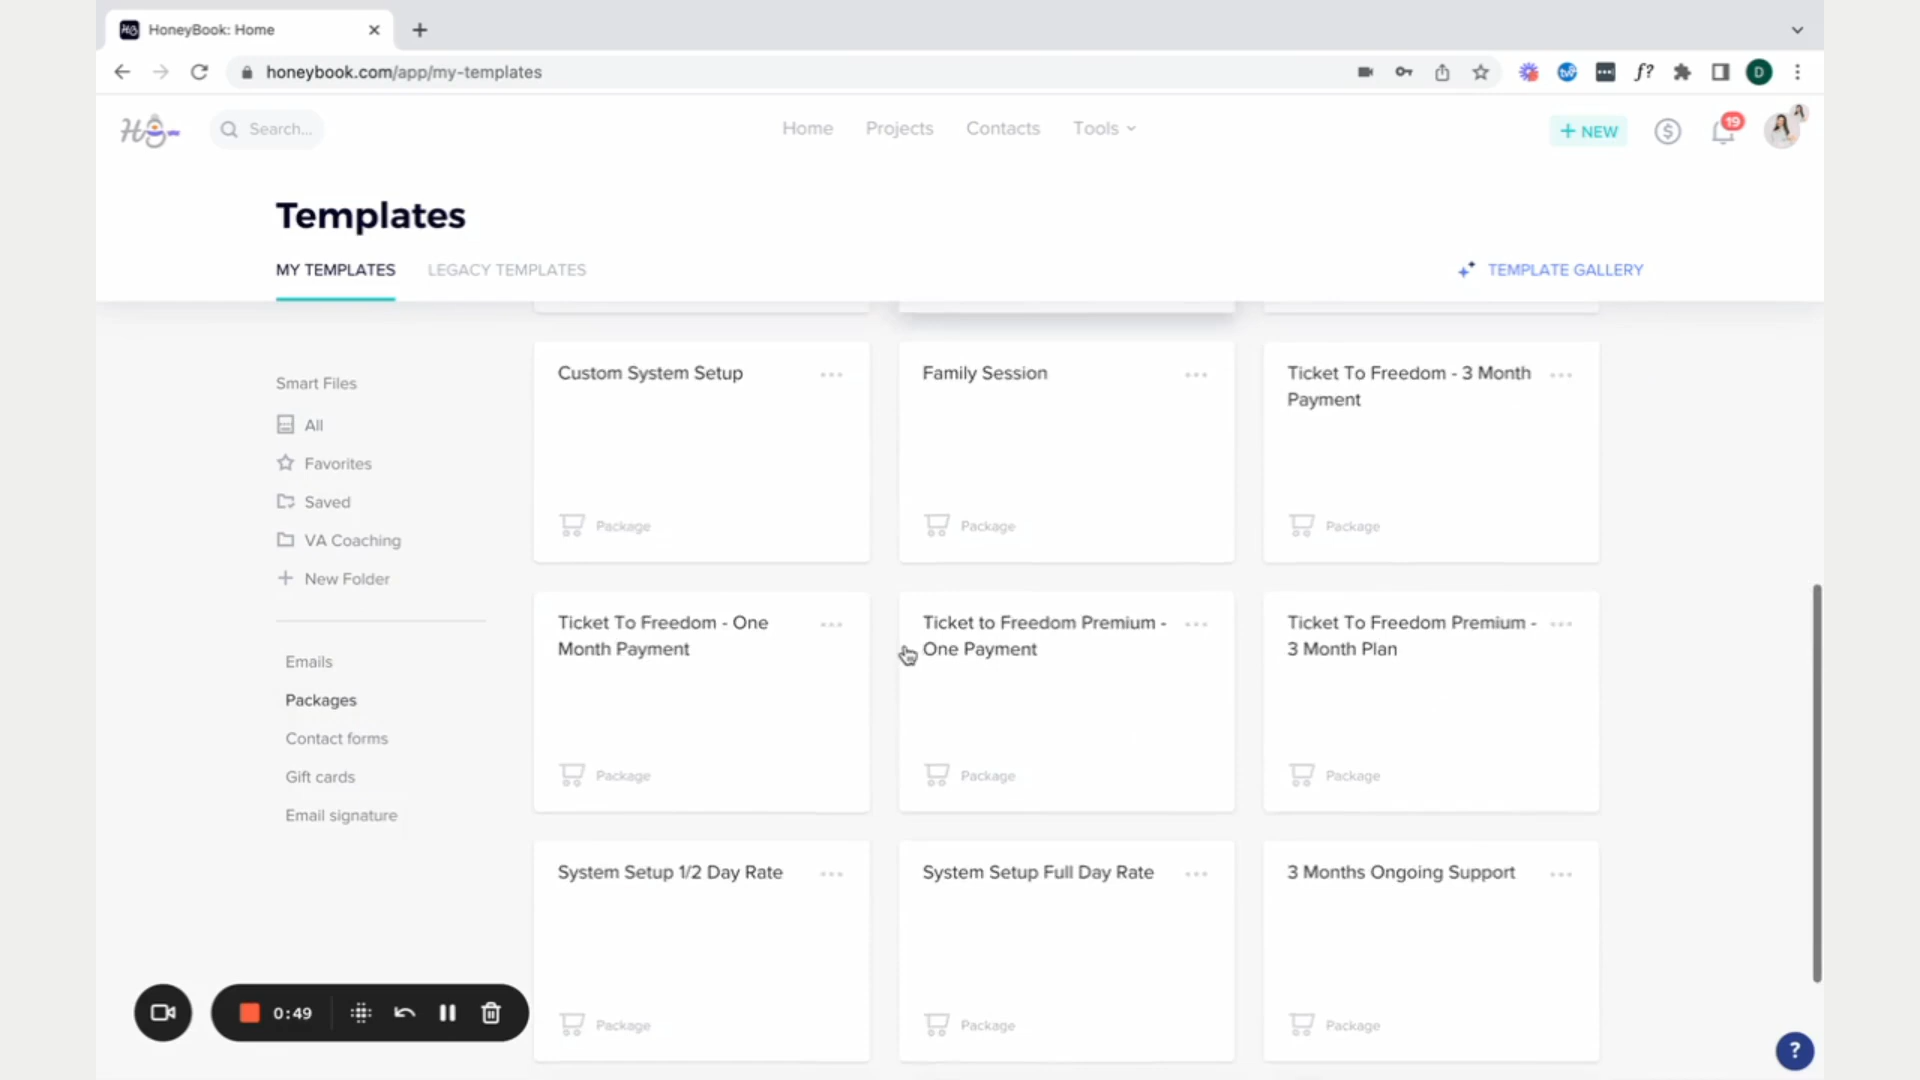 HoneyBook: Home
honeybook.com/app/my-templates
f?
D
Search...
Home
Projects
Contacts
Tools
+ NEW
19
Templates
MY TEMPLATES
LEGACY TEMPLATES
TEMPLATE GALLERY
Smart Files
All
Favorites
Saved
VA Coaching
New Folder
Emails
Packages
Contact forms
Gift cards
Email signature
Custom System Setup
Package
Family Session
Package
Ticket To Freedom - 3 Month
Payment
Package
Ticket To Freedom - One
Month Payment
Package
Ticket to Freedom Premium -
One Payment
Package
Ticket To Freedom Premium -
3 Month Plan
Package
System Setup 1/2 Day Rate
Package
System Setup Full Day Rate
Package
3 Months Ongoing Support
Package
0:49
?